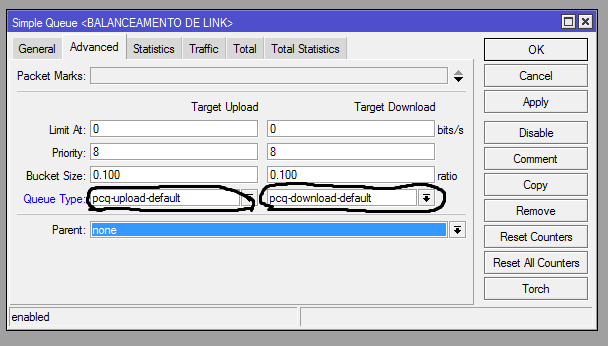 Simple Queue <BALANCEAMENTO DE LINK>
General Advanced Statistics Traffic Total Total Statistics
OK
Packet Marks:
Cancel
Target Upload Target Download
Apply
Limit At: 0 0 bits/s
Disable
Priority: 8 8
Comment
Bucket Size: 0.100 0.100 ratio
Copy
Queue Type: pcq-upload-default pcq-download-default
Remove
Parent: none
Reset Counters
Reset All Counters
Torch
enabled